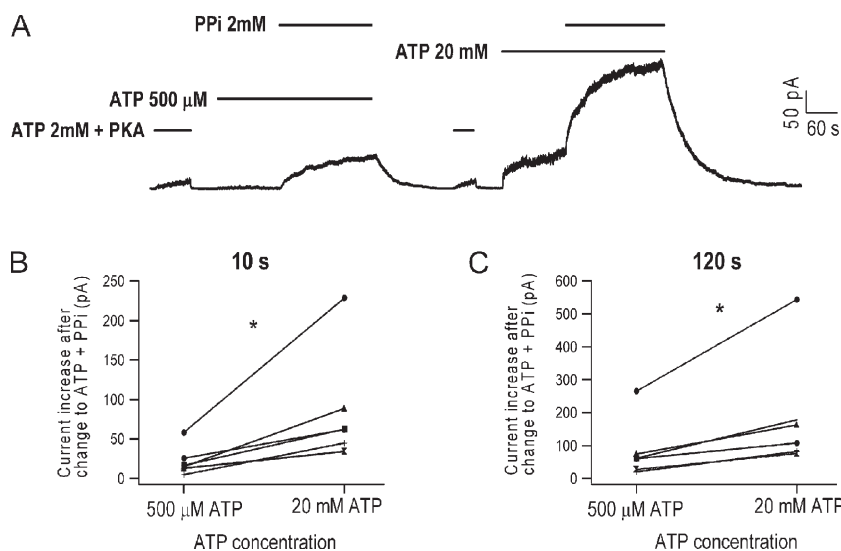 A
PPi 2mM
ATP 20 mM
ATP 500 μM
ATP 2mM + PKA
50 pA
60 s
B
10 s
Current increase after
change to ATP + PPi (pA)
250
200
150
100
50
0
*
500 μM ATP
20 mM ATP
ATP concentration
C
120 s
Current increase after
change to ATP + PPi (pA)
600
500
400
300
200
100
0
*
500 μM ATP
20 mM ATP
ATP concentration